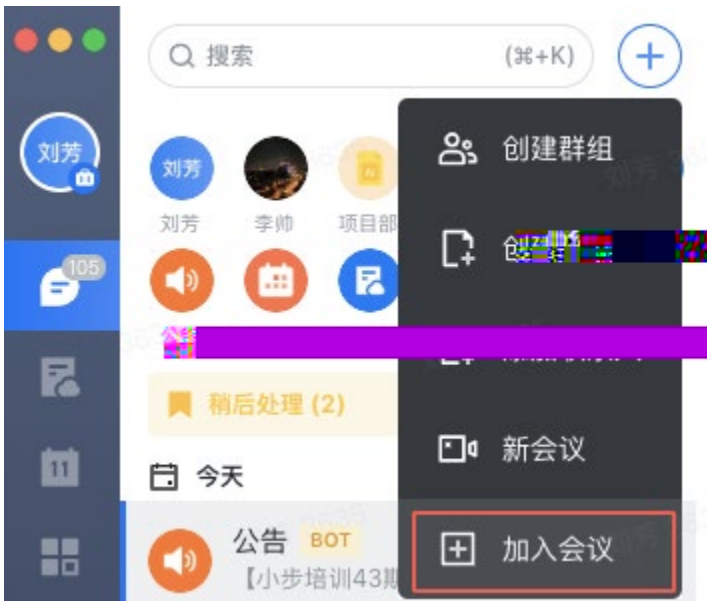 搜索 (⌘+K)
刘芳
创建群组
刘芳
刘芳 李帅 项目部
105
稍后处理 (2)
新会议
11
今天
公告 BOT
加入会议
【小步培训43期